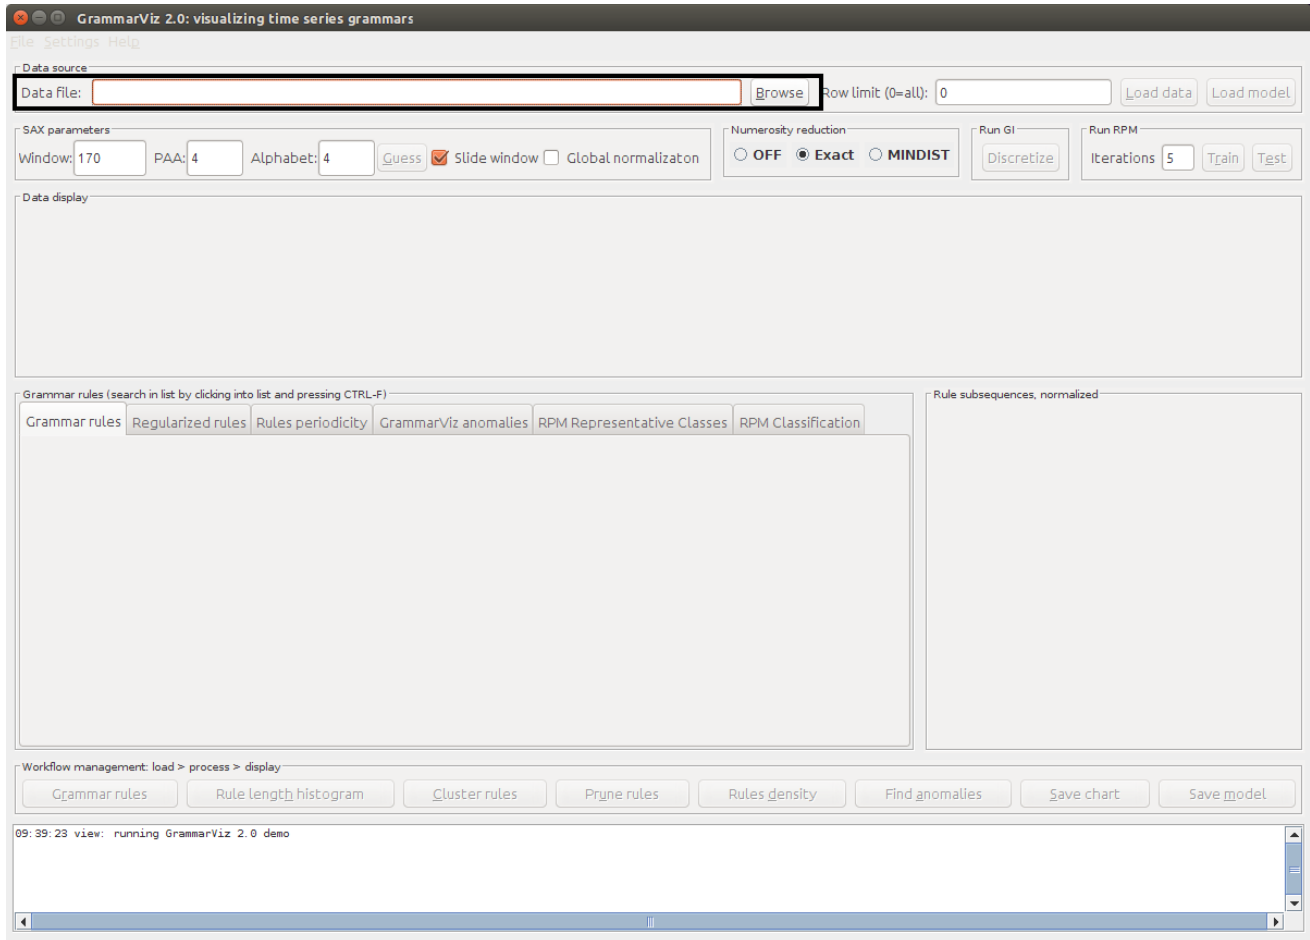 GrammarViz 2.0: visualizing time series grammars
File Settings Help
Data source
Data file: Browse Row limit (0=all): 0 Load data Load model
SAX parameters Numerosity reduction Run GI Run RPM
Window: 170 PAA: 4 Alphabet: 4 Guess Slide window Global normalizaton OFF Exact MINDIST Discretize Iterations 5 Train Test
Data display
Grammar rules (search in list by clicking into list and pressing CTRL-F) Rule subsequences, normalized
Grammar rules Regularized rules Rules periodicity GrammarViz anomalies RPM Representative Classes RPM Classification
Workflow management: load > process > display
Grammar rules Rule length histogram Cluster rules Prune rules Rules density Find anomalies Save chart Save model
09:39:23 view: running GrammarViz 2.0 demo